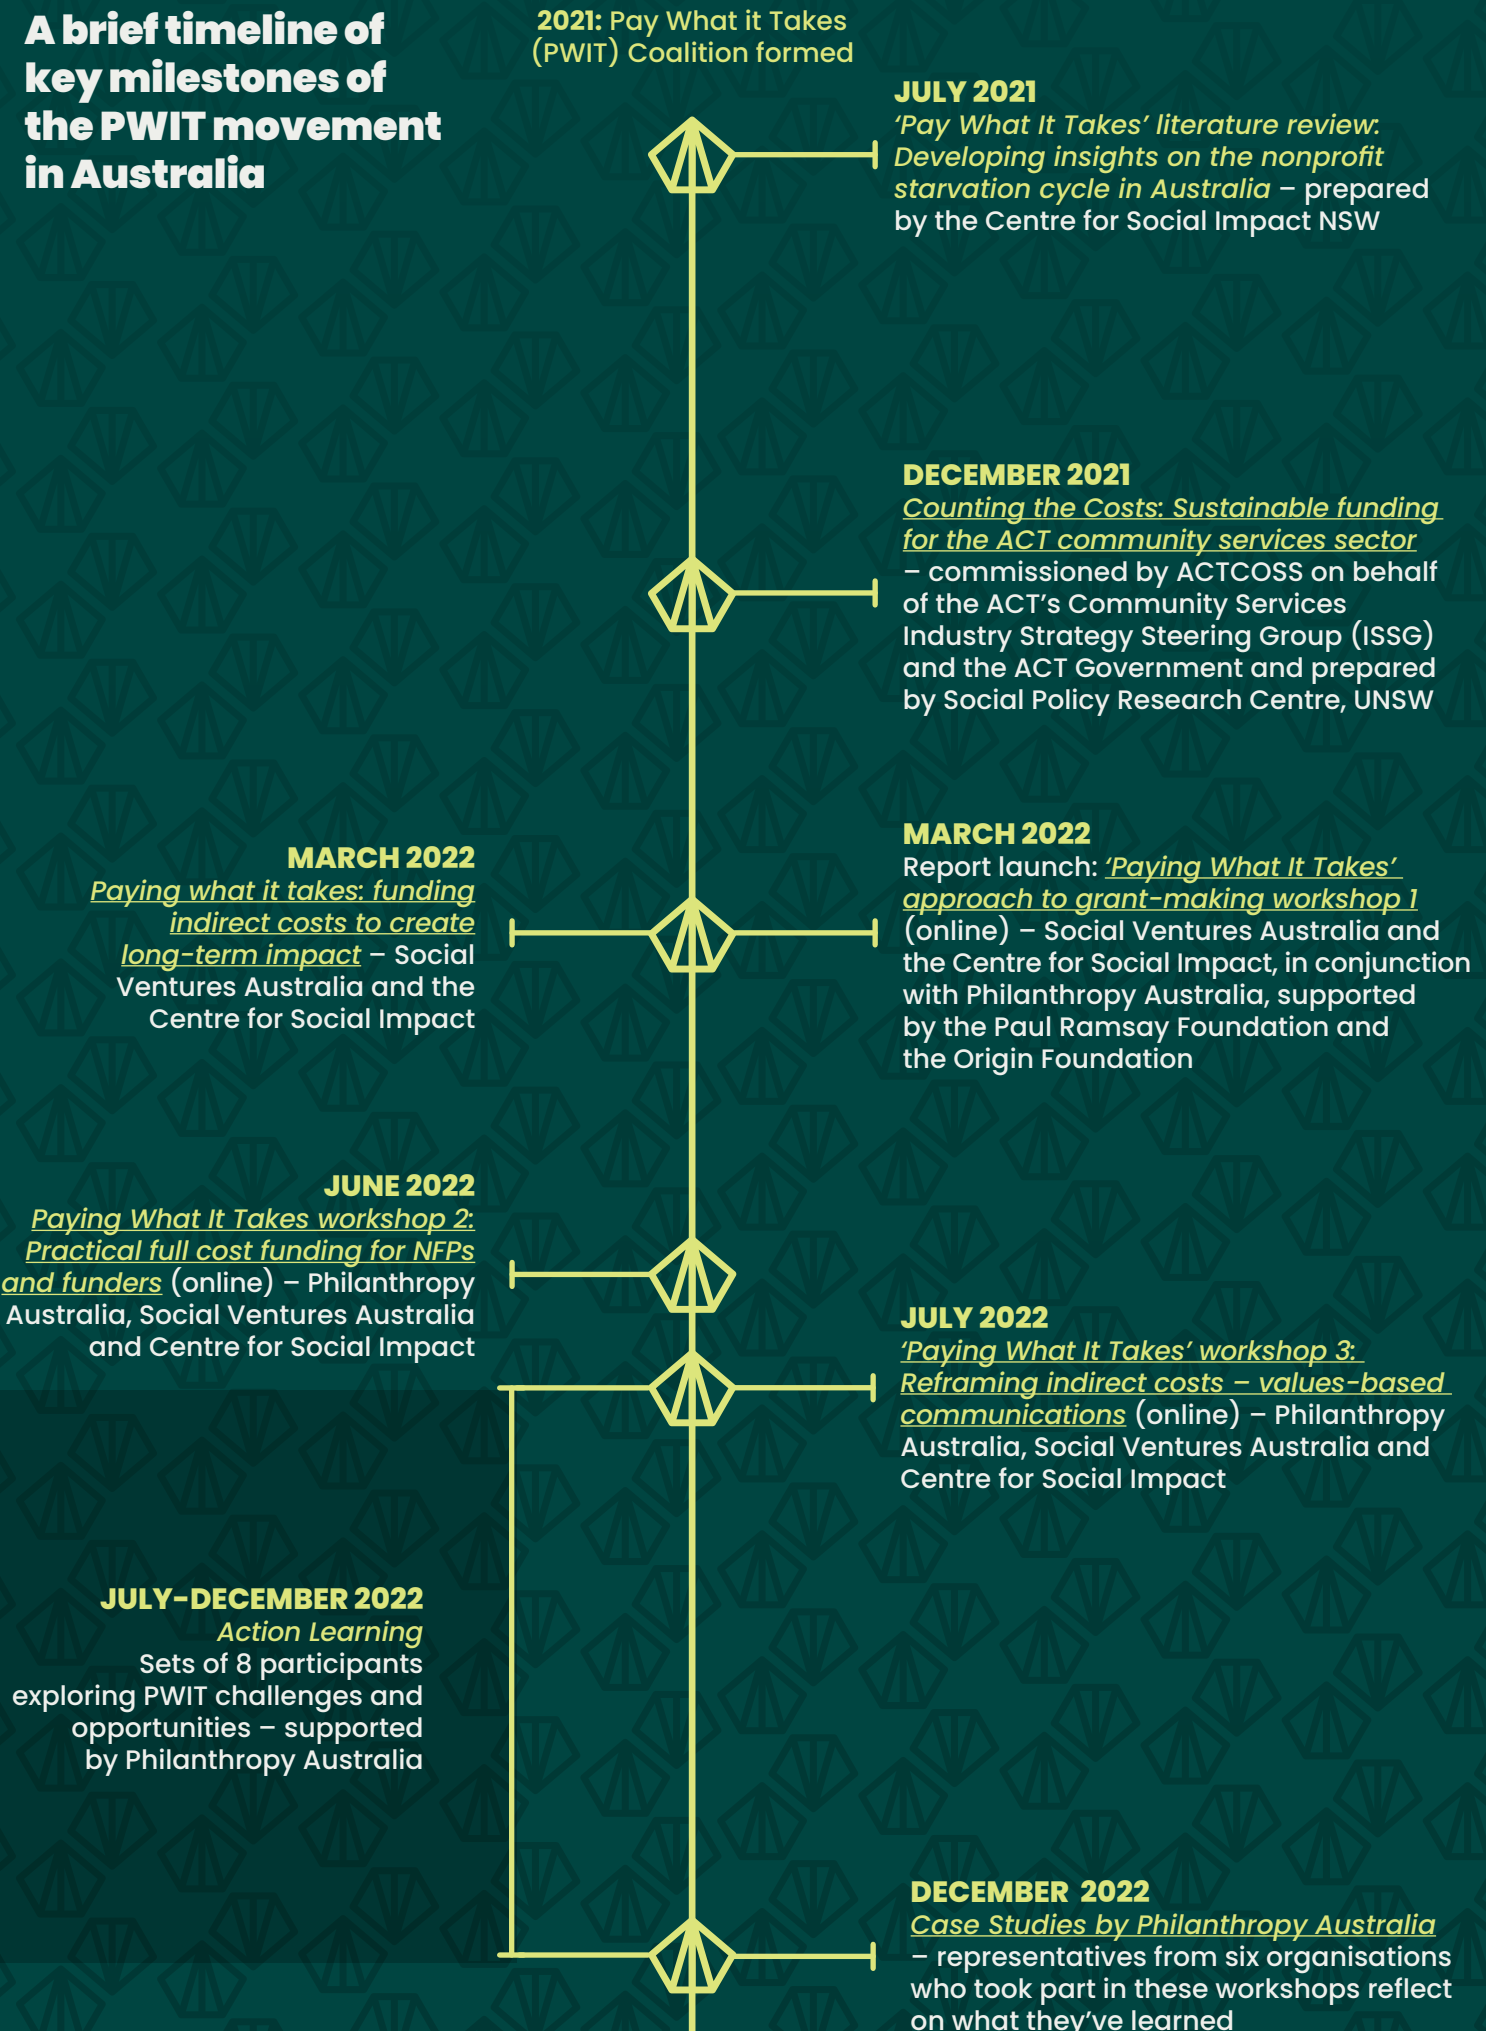 A brief timeline of
key milestones of
the PWIT movement
in Australia
2021: Pay What it Takes
(PWIT) Coalition formed
JULY 2021
‘Pay What It Takes’ literature review:
Developing insights on the nonprofit
starvation cycle in Australia – prepared
by the Centre for Social Impact NSW
DECEMBER 2021
Counting the Costs: Sustainable funding
for the ACT community services sector
– commissioned by ACTCOSS on behalf
of the ACT’s Community Services
Industry Strategy Steering Group (ISSG)
and the ACT Government and prepared
by Social Policy Research Centre, UNSW
MARCH 2022
Paying what it takes: funding
indirect costs to create
long-term impact – Social
Ventures Australia and the
Centre for Social Impact
MARCH 2022
Report launch: ‘Paying What It Takes’
approach to grant-making workshop 1
(online) – Social Ventures Australia and
the Centre for Social Impact, in conjunction
with Philanthropy Australia, supported
by the Paul Ramsay Foundation and
the Origin Foundation
JUNE 2022
Paying What It Takes workshop 2:
Practical full cost funding for NFPs
and funders (online) – Philanthropy
Australia, Social Ventures Australia
and Centre for Social Impact
JULY 2022
‘Paying What It Takes’ workshop 3:
Reframing indirect costs – values-based
communications (online) – Philanthropy
Australia, Social Ventures Australia and
Centre for Social Impact
JULY-DECEMBER 2022
Action Learning
Sets of 8 participants
exploring PWIT challenges and
opportunities – supported
by Philanthropy Australia
DECEMBER 2022
Case Studies by Philanthropy Australia
– representatives from six organisations
who took part in these workshops reflect
on what they’ve learned